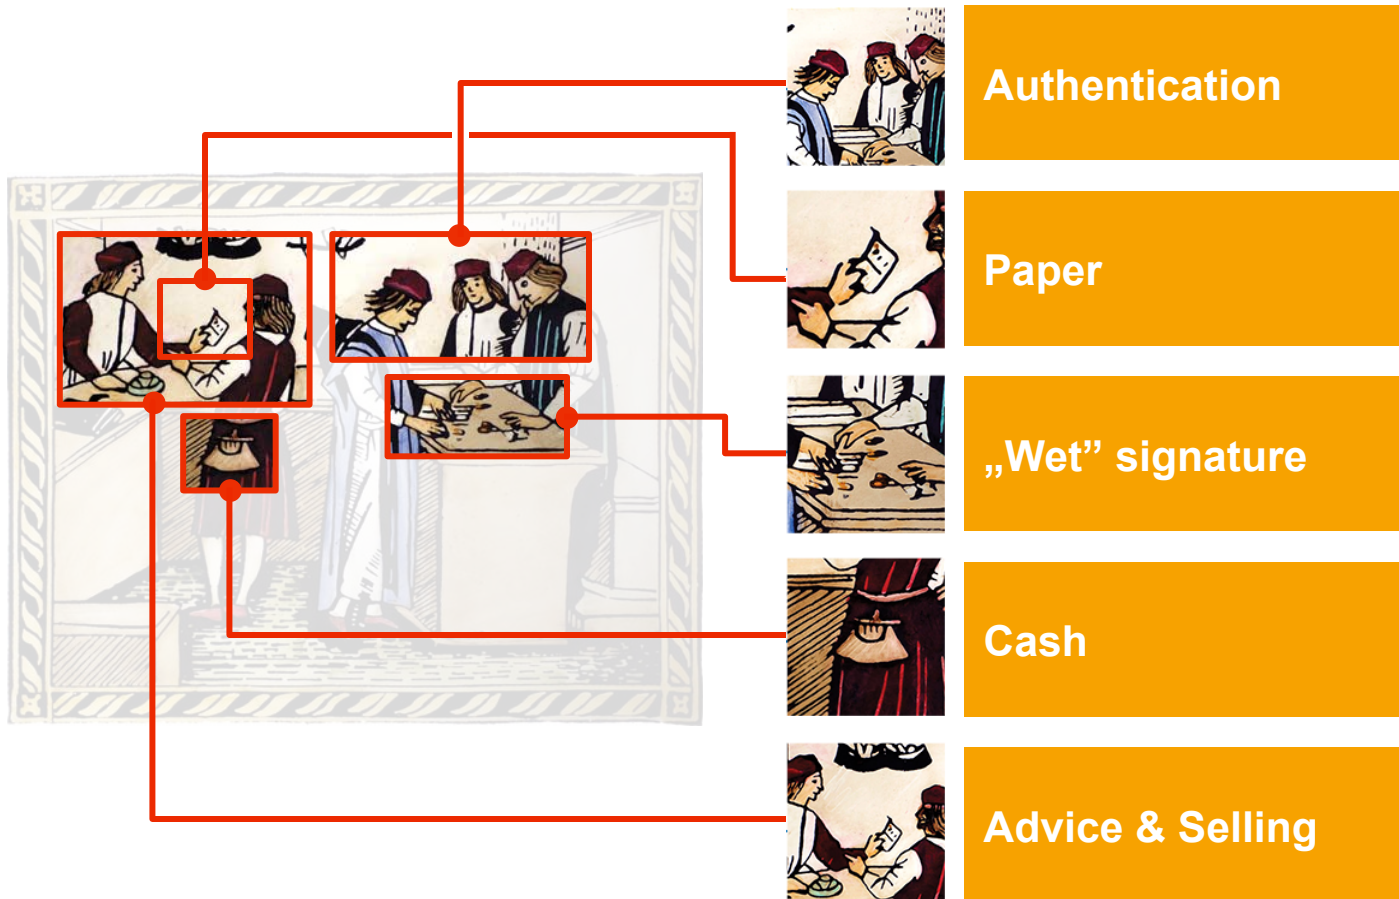 Authentication
Paper
„Wet” signature
Cash
Advice & Selling